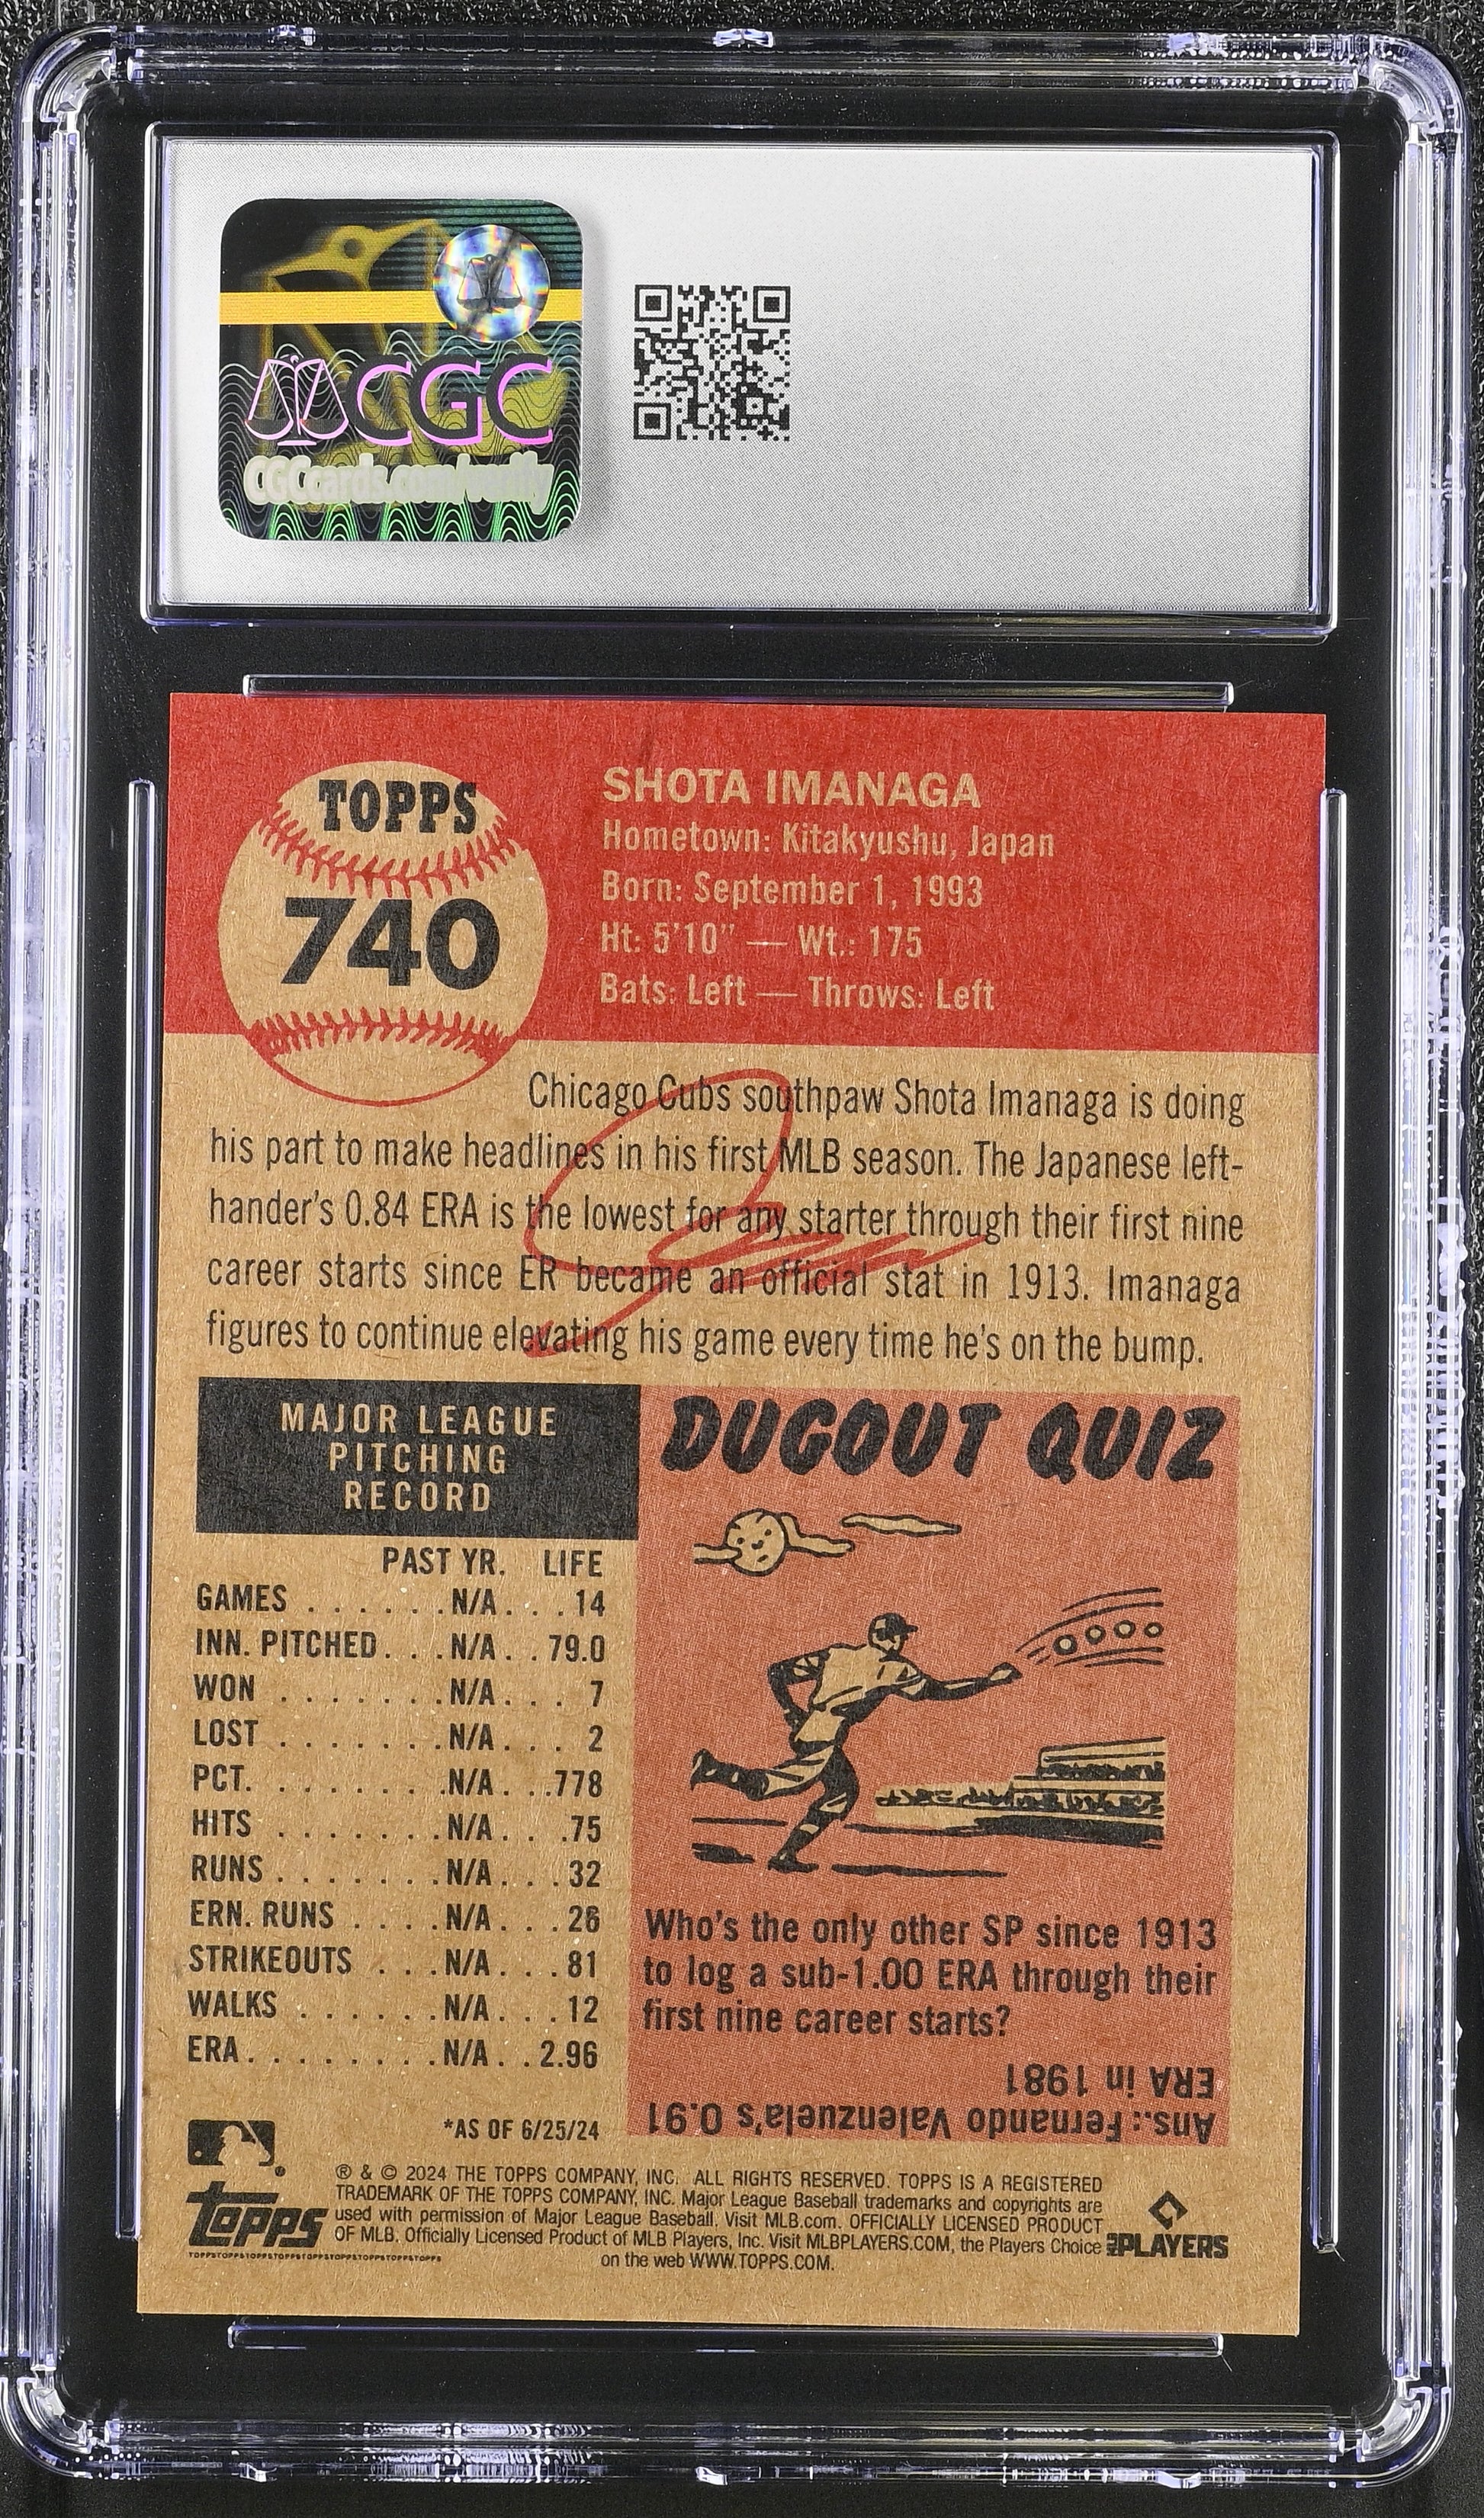 CGC
CGCcards.com/verify
TOPPS
740
SHOTA IMANAGA
Hometown: Kitakyushu, Japan
Born: September 1, 1993
Ht: 5'10" — Wt.: 175
Bats: Left — Throws: Left
Chicago Cubs southpaw Shota Imanaga is doing
his part to make headlines in his first MLB season. The Japanese left-
hander's 0.84 ERA is the lowest for any starter through their first nine
career starts since ER became an official stat in 1913. Imanaga
figures to continue elevating his game every time he's on the bump.
MAJOR LEAGUE
PITCHING
RECORD
PAST YR. LIFE
GAMES . . . . . . N/A . . . 14
INN. PITCHED . . . N/A . . 79.0
WON . . . . . . . N/A . . . 7
LOST . . . . . . . N/A . . . 2
PCT. . . . . . . . N/A . . .778
HITS . . . . . . . N/A . . . 75
RUNS . . . . . . . N/A . . . 32
ERN. RUNS . . . . N/A . . . 26
STRIKEOUTS . . . N/A . . . 81
WALKS . . . . . . N/A . . . 12
ERA . . . . . . . . N/A . . 2.96
*AS OF 6/25/24
DUGOUT QUIZ
Who's the only other SP since 1913
to log a sub-1.00 ERA through their
first nine career starts?
Ans.: Fernando Valenzuela's 0.91
ERA in 1981
topps
® & © 2024 THE TOPPS COMPANY, INC. ALL RIGHTS RESERVED. TOPPS IS A REGISTERED
TRADEMARK OF THE TOPPS COMPANY, INC. Major League Baseball trademarks and copyrights are
used with permission of Major League Baseball. Visit MLB.com. OFFICIALLY LICENSED PRODUCT
OF MLB. Officially Licensed Product of MLB Players, Inc. Visit MLBPLAYERS.COM, the Players Choice
on the web WWW.TOPPS.COM.
MLB PLAYERS